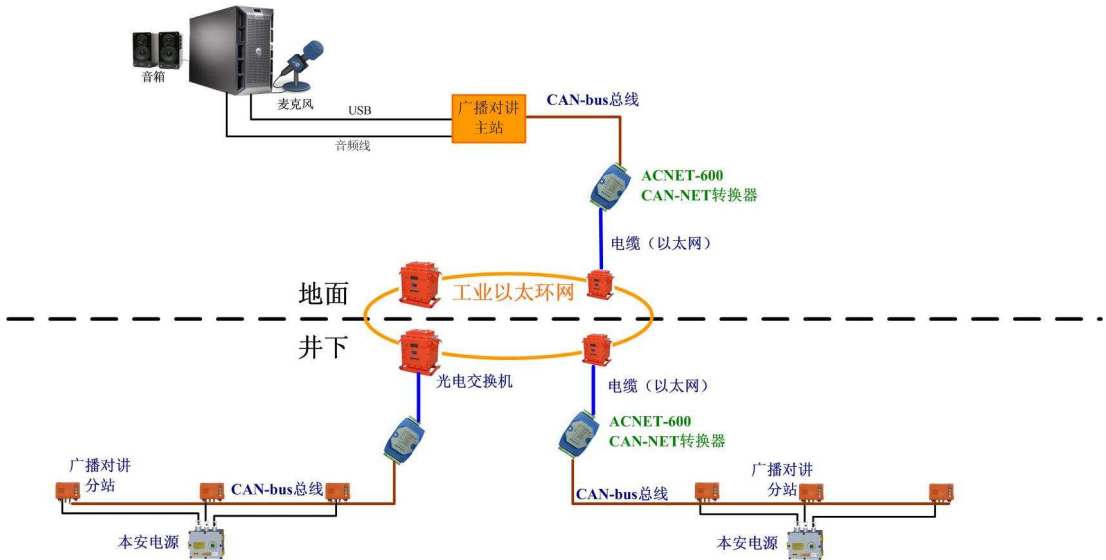 音箱
麦克风
USB
音频线
广播对讲
主站
CAN-bus总线
ACNET-600
CAN-NET转换器
电缆（以太网）
地面
工业以太环网
井下
光电交换机
电缆（以太网）
ACNET-600
CAN-NET转换器
广播对讲
分站
CAN-bus总线
本安电源
CAN-bus总线
广播对讲
分站
本安电源